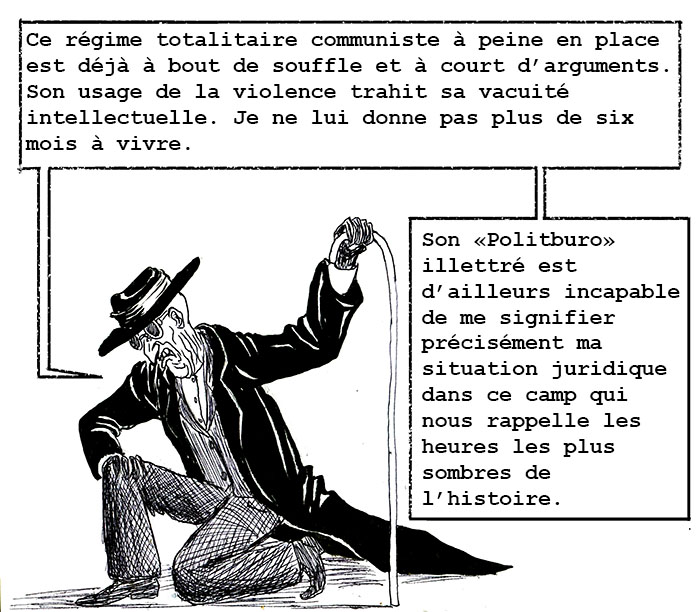 Ce régime totalitaire communiste à peine en place
est déjà à bout de souffle et à court d'arguments.
Son usage de la violence trahit sa vacuité
intellectuelle. Je ne lui donne pas plus de six
mois à vivre.
Son «Politburo»
illettré est
d'ailleurs incapable
de me signifier
précisément ma
situation juridique
dans ce camp qui
nous rappelle les
heures les plus
sombres de
l'histoire.